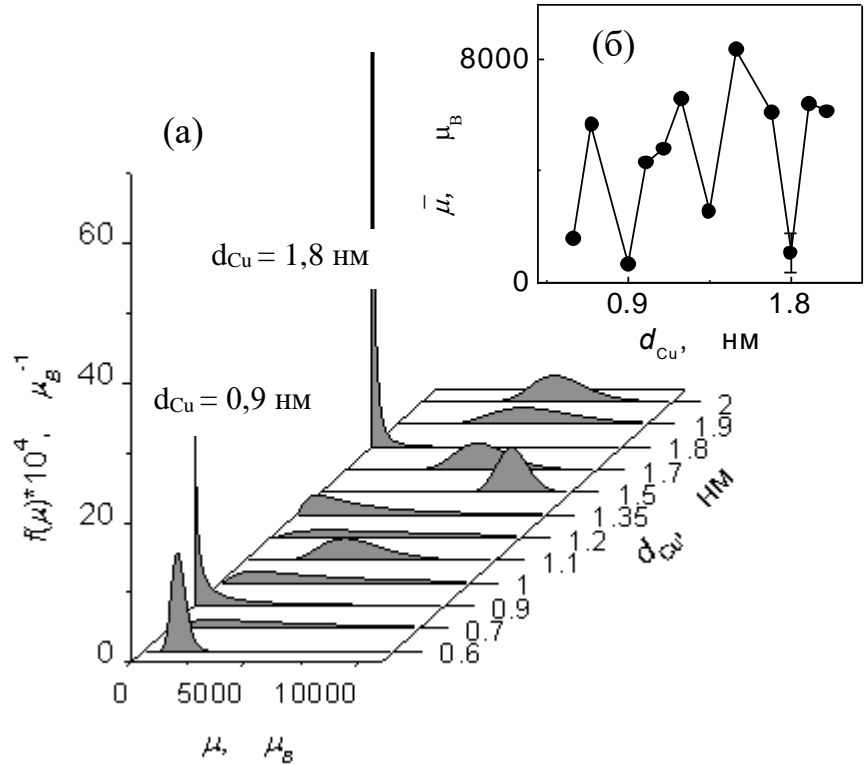 (б)
8000
μ̄, μB
0
0.9 1.8
dCu, нм
(a)
60
dCu = 1,8 нм
40
dCu = 0,9 нм
f(μ)*10⁴, μB⁻¹
20
0
2
1.9
1.8
1.7
1.5
1.35
1.2
1.1
1
0.9
0.7
0.6
dCu, нм
0 5000 10000
μ, μB